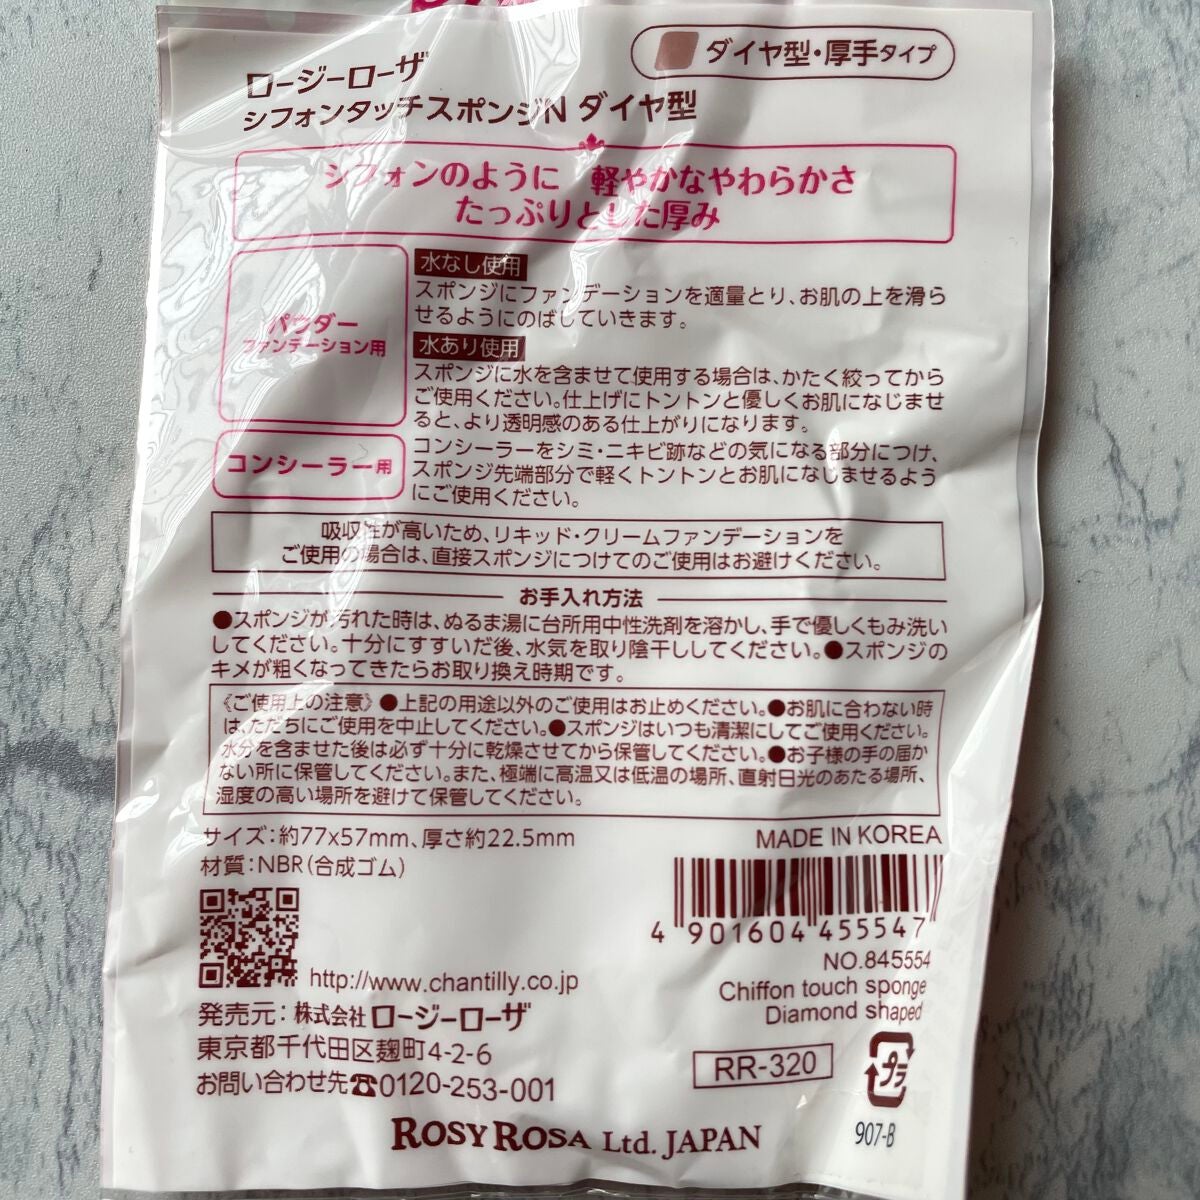 ダイヤ型・厚手タイプ
ロージーローザ
シフォンタッチスポンジN ダイヤ型
シフォンのように 軽やかなやわらかさ
たっぷりとした厚み
パウダー
ファンデーション用
水なし使用
スポンジにファンデーションを適量とり、お肌の上を滑ら
せるようにのばしていきます。
水あり使用
スポンジに水を含ませて使用する場合は、かたく絞ってから
ご使用ください。仕上げにトントンと優しくお肌になじませ
ると、より透明感のある仕上がりになります。
コンシーラー用
コンシーラーをシミ・ニキビ跡などの気になる部分につけ、
スポンジ先端部分で軽くトントンとお肌になじませるよう
にご使用ください。
吸収性が高いため、リキッド・クリームファンデーションを
ご使用の場合は、直接スポンジにつけてのご使用はお避けください。
お手入れ方法
●スポンジが汚れた時は、ぬるま湯に台所用中性洗剤を溶かし、手で優しくもみ洗い
してください。十分にすすいだ後、水気を取り陰干ししてください。●スポンジの
キメが粗くなってきたらお取り換え時期です。
《ご使用上の注意》●上記の用途以外のご使用はお止めください。●お肌に合わない時
は、ただちにご使用を中止してください。●スポンジはいつも清潔にしてご使用ください。
水分を含ませた後は必ず十分に乾燥させてから保管してください。●お子様の手の届か
ない所に保管してください。また、極端に高温又は低温の場所、直射日光のあたる場所、
湿度の高い場所を避けて保管してください。
サイズ：約77x57mm、厚さ約22.5mm
材質：NBR（合成ゴム）
MADE IN KOREA
4 901604 455547
NO.845554
Chiffon touch sponge
Diamond shaped
http://www.chantilly.co.jp
発売元：株式会社ロージーローザ
東京都千代田区麹町4-2-6
お問い合わせ先☎0120-253-001
RR-320
プラ
ROSY ROSA Ltd. JAPAN
907-B